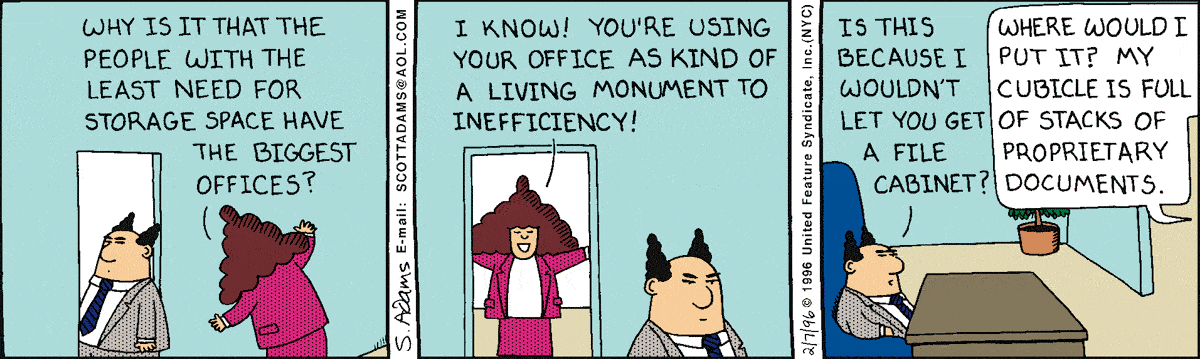 WHY IS IT THAT THE
PEOPLE WITH THE
LEAST NEED FOR
STORAGE SPACE HAVE
THE BIGGEST
OFFICES?
S. Adams E-mail: SCOTTADAMS@AOL.COM
I KNOW! YOU'RE USING
YOUR OFFICE AS KIND OF
A LIVING MONUMENT TO
INEFFICIENCY!
2/7/96 © 1996 United Feature Syndicate, Inc.(NYC)
IS THIS
BECAUSE I
WOULDN'T
LET YOU GET
A FILE
CABINET?
WHERE WOULD I
PUT IT? MY
CUBICLE IS FULL
OF STACKS OF
PROPRIETARY
DOCUMENTS.